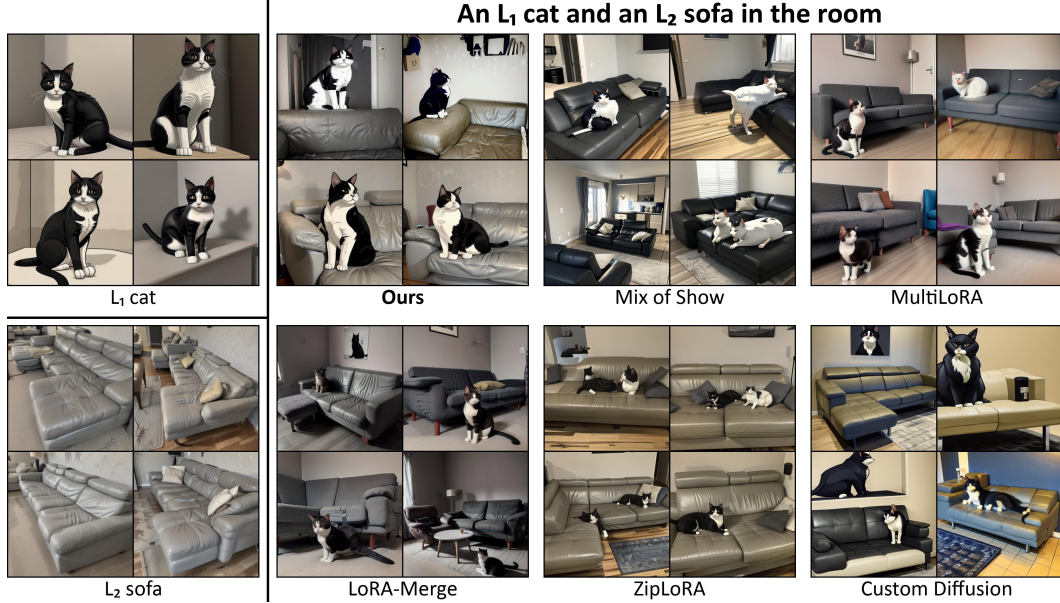 An L₁ cat and an L₂ sofa in the room
L₁ cat
Ours
Mix of Show
MultiLoRA
L₂ sofa
LoRA-Merge
ZipLoRA
Custom Diffusion